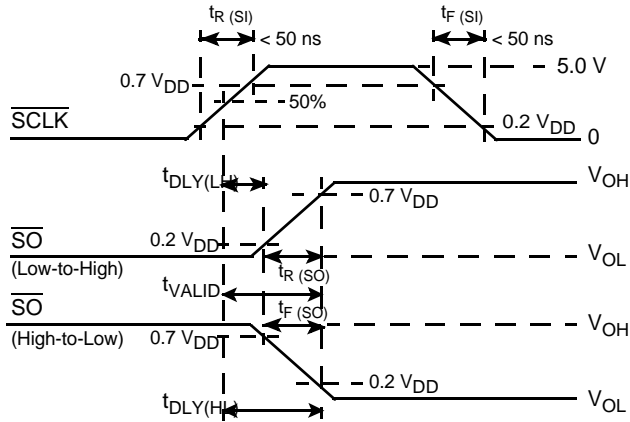 tR (SI)
tF (SI)
< 50 ns
< 50 ns
0.7 VDD
5.0 V
50%
SCLK
0.2 VDD
0
tDLY(LH)
VOH
0.7 VDD
SO
0.2 VDD
(Low-to-High)
tR (SO)
VOL
tVALID
tF (SO)
SO
VOH
(High-to-Low)
0.7 VDD
0.2 VDD
tDLY(HL)
VOL